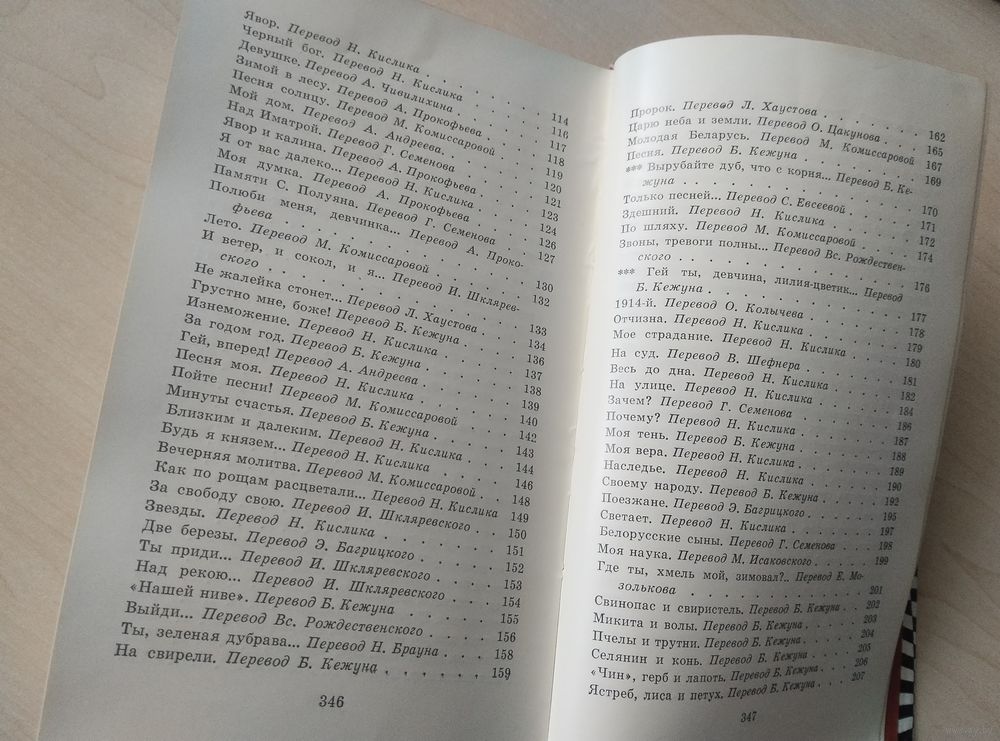 Явор. Перевод Н. Кислика . . . . . . . 114
Черный бог. Перевод Н. Кислика . . . . . 116
Девушке. Перевод А. Чивилихина . . . . . 117
Зимой в лесу. Перевод А. Прокофьева . . . 118
Песня солнцу. Перевод М. Комиссаровой . . 119
Мой дом. Перевод А. Андреева. . . . . . 120
Над Иматрой. Перевод Г. Семенова . . . . 121
Явор и калина. Перевод А. Прокофьева . . 123
Я от вас далеко... Перевод Н. Кислика . . 124
Моя думка. Перевод А. Прокофьева . . . . 126
Памяти С. Полуяна. Перевод Г. Семенова . . 127
Полюби меня, девчинка... Перевод А. Проко-
фьева . . . . . . . . . . . . 130
Лето. Перевод М. Комиссаровой . . . . . 132
И ветер, и сокол, и я... Перевод И. Шклярев-
ского . . . . . . . . . . . . 133
Не жалейка стонет... Перевод Л. Хаустова . . 134
Грустно мне, боже! Перевод Б. Кежуна . . . 136
Изнеможение. Перевод Н. Кислика . . . . 137
За годом год. Перевод Б. Кежуна . . . . . 138
Гей, вперед! Перевод А. Андреева . . . . 139
Песня моя. Перевод Н. Кислика . . . . . 140
Пойте песни! Перевод М. Комиссаровой . . . 142
Минуты счастья. Перевод Б. Кежуна . . . . 143
Близким и далеким. Перевод Н. Кислика . . 144
Будь я князем... Перевод Н. Кислика . . . 146
Вечерняя молитва. Перевод М. Комиссаровой . . 148
Как по рощам расцветали... Перевод Н. Кислика 149
За свободу свою. Перевод И. Шкляревского . . 150
Звезды. Перевод Н. Кислика . . . . . . 151
Две березы. Перевод Э. Багрицкого . . . . 152
Ты приди... Перевод И. Шкляревского . . . 153
Над рекою... Перевод И. Шкляревского . . . 154
«Нашей ниве». Перевод Б. Кежуна . . . . 155
Выйди... Перевод Вс. Рождественского . . . 156
Ты, зеленая дубрава... Перевод Н. Брауна . . 158
На свирели. Перевод Б. Кежуна . . . . . 159
346
Пророк. Перевод Л. Хаустова . . . . . . 162
Царю неба и земли. Перевод О. Цакунова . . 165
Молодая Беларусь. Перевод М. Комиссаровой 167
Песня. Перевод Б. Кежуна . . . . . . . 169
*** Вырубайте дуб, что с корня... Перевод Б. Ке-
жуна . . . . . . . . . . . . 170
Только песней... Перевод С. Евсеевой . . . 171
Здешний. Перевод Н. Кислика . . . . . . 172
По шляху. Перевод М. Комиссаровой . . . . 174
Звоны, тревоги полны... Перевод Вс. Рождествен-
ского . . . . . . . . . . . . 176
*** Гей ты, девчина, лилия-цветик... Перевод
Б. Кежуна . . . . . . . . . . 177
1914-й. Перевод О. Колычева . . . . . . 178
Отчизна. Перевод Н. Кислика . . . . . . 179
Мое страдание. Перевод Н. Кислика . . . . 180
На суд. Перевод В. Шефнера . . . . . . 181
Весь до дна. Перевод Н. Кислика . . . . . 182
На улице. Перевод Н. Кислика . . . . . . 184
Зачем? Перевод Г. Семенова . . . . . . 186
Почему? Перевод Н. Кислика . . . . . . 187
Моя тень. Перевод Б. Кежуна . . . . . . 188
Моя вера. Перевод Н. Кислика . . . . . . 189
Наследье. Перевод Н. Кислика . . . . . . 190
Своему народу. Перевод Б. Кежуна . . . . 192
Поезжане. Перевод Э. Багрицкого . . . . . 195
Светает. Перевод Н. Кислика . . . . . . 197
Белорусские сыны. Перевод Г. Семенова . . . 198
Моя наука. Перевод М. Исаковского . . . . 199
Где ты, хмель мой, зимовал?.. Перевод Е. Мо-
золькова . . . . . . . . . . . 201
Свинопас и свиристель. Перевод Б. Кежуна . . 202
Микита и волы. Перевод Б. Кежуна . . . . 203
Пчелы и трутни. Перевод Б. Кежуна . . . . 204
Селянин и конь. Перевод Б. Кежуна . . . . 205
«Чин», герб и лапоть. Перевод Б. Кежуна . . . 206
Ястреб, лиса и петух. Перевод Б. Кежуна . . . 207
347